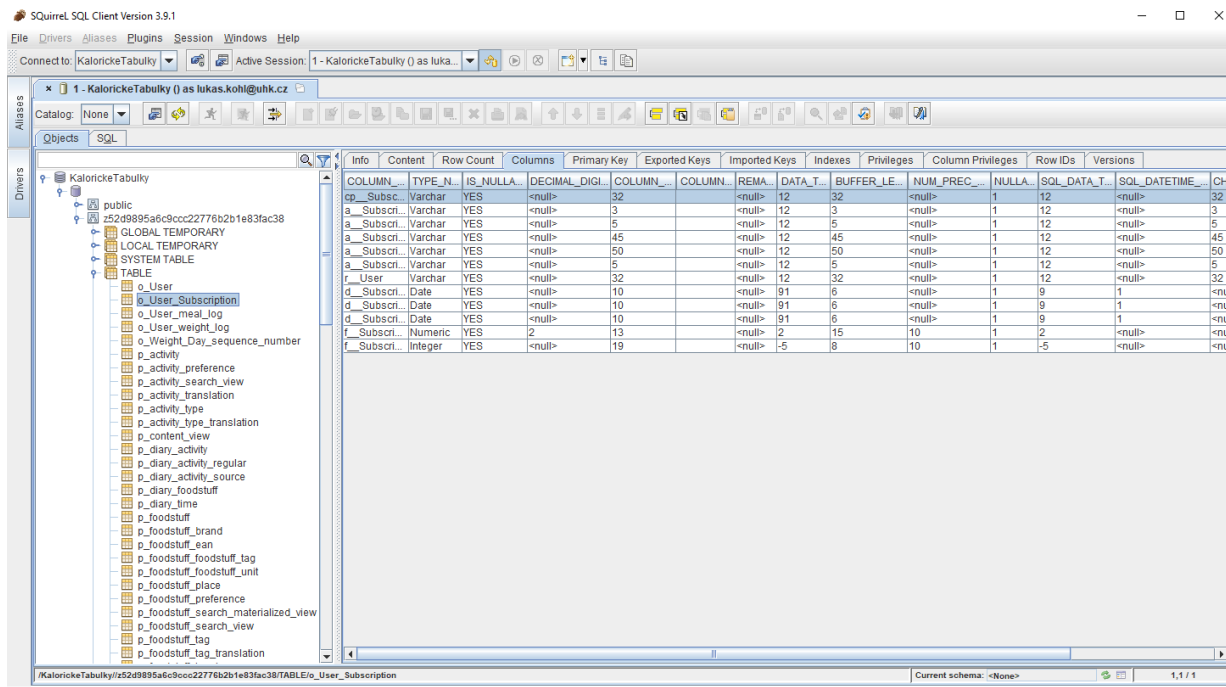 SQuirreL SQL Client Version 3.9.1
File Drivers Aliases Plugins Session Windows Help
Connect to: KalorickeTabulky Active Session: 1 - KalorickeTabulky () as luka...
1 - KalorickeTabulky () as lukas.kohl@uhk.cz
Aliases
Drivers
Catalog: None
Objects SQL
KalorickeTabulky
public
z52d9895a6c9ccc22776b2b1e83fac38
GLOBAL TEMPORARY
LOCAL TEMPORARY
SYSTEM TABLE
TABLE
o_User
o_User_Subscription
o_User_meal_log
o_User_weight_log
o_Weight_Day_sequence_number
p_activity
p_activity_preference
p_activity_search_view
p_activity_translation
p_activity_type
p_activity_type_translation
p_content_view
p_diary_activity
p_diary_activity_regular
p_diary_activity_source
p_diary_foodstuff
p_diary_time
p_foodstuff
p_foodstuff_brand
p_foodstuff_ean
p_foodstuff_foodstuff_tag
p_foodstuff_foodstuff_unit
p_foodstuff_place
p_foodstuff_preference
p_foodstuff_search_materialized_view
p_foodstuff_search_view
p_foodstuff_tag
p_foodstuff_tag_translation
Info Content Row Count Columns Primary Key Exported Keys Imported Keys Indexes Privileges Column Privileges Row IDs Versions
COLUMN_... TYPE_N... IS_NULLA... DECIMAL_DIGI... COLUMN_... COLUMN... REMA... DATA_T... BUFFER_LE... NUM_PREC_... NULLA... SQL_DATA_T... SQL_DATETIME_... CH
cp__Subsc... Varchar YES <null> 32 <null> 12 32 <null> 1 12 <null> 32
a__Subscri... Varchar YES <null> 3 <null> 12 3 <null> 1 12 <null> 3
a__Subscri... Varchar YES <null> 5 <null> 12 5 <null> 1 12 <null> 5
a__Subscri... Varchar YES <null> 45 <null> 12 45 <null> 1 12 <null> 45
a__Subscri... Varchar YES <null> 50 <null> 12 50 <null> 1 12 <null> 50
a__Subscri... Varchar YES <null> 5 <null> 12 5 <null> 1 12 <null> 5
r__User Varchar YES <null> 32 <null> 12 32 <null> 1 12 <null> 32
d__Subscri... Date YES <null> 10 <null> 91 6 <null> 1 9 1 <nu
d__Subscri... Date YES <null> 10 <null> 91 6 <null> 1 9 1 <nu
d__Subscri... Date YES <null> 10 <null> 91 6 <null> 1 9 1 <nu
f__Subscri... Numeric YES 2 13 <null> 2 15 10 1 2 <null> <nu
f__Subscri... Integer YES <null> 19 <null> -5 8 10 1 -5 <null> <nu
/KalorickeTabulky//z52d9895a6c9ccc22776b2b1e83fac38/TABLE/o_User_Subscription Current schema: <None> 1,1 / 1